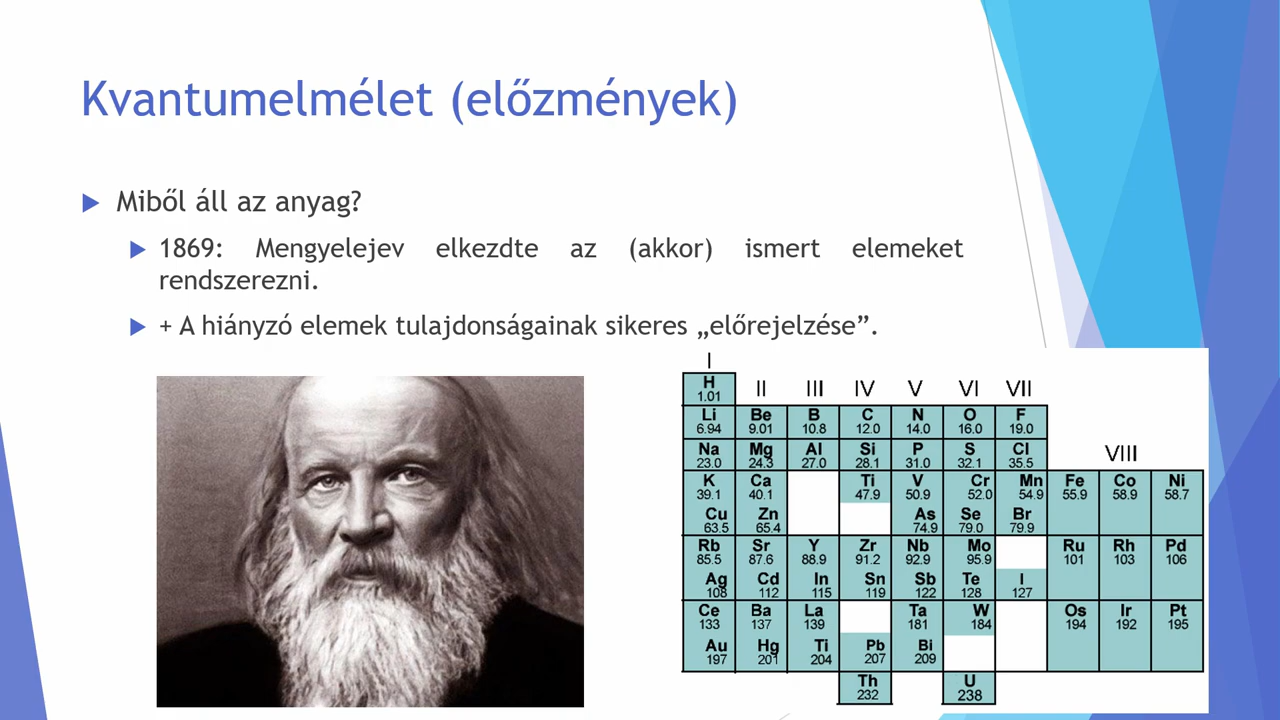 Kvantumelmélet (előzmények)
Miből áll az anyag?
1869: Mengyelejev elkezdte az (akkor) ismert elemeket
rendszerezni.
+ A hiányzó elemek tulajdonságainak sikeres „előrejelzése”.
I
H II III IV V VI VII
1.01
Li Be B C N O F
6.94 9.01 10.8 12.0 14.0 16.0 19.0
Na Mg Al Si P S Cl VIII
23.0 24.3 27.0 28.1 31.0 32.1 35.5
K Ca Ti V Cr Mn Fe Co Ni
39.1 40.1 47.9 50.9 52.0 54.9 55.9 58.9 58.7
Cu Zn As Se Br
63.5 65.4 74.9 79.0 79.9
Rb Sr Y Zr Nb Mo Ru Rh Pd
85.5 87.6 88.9 91.2 92.9 95.9 101 103 106
Ag Cd In Sn Sb Te I
108 112 115 119 122 128 127
Ce Ba La Ta W Os Ir Pt
133 137 139 181 184 194 192 195
Au Hg Ti Pb Bi
197 201 204 207 209
Th U
232 238